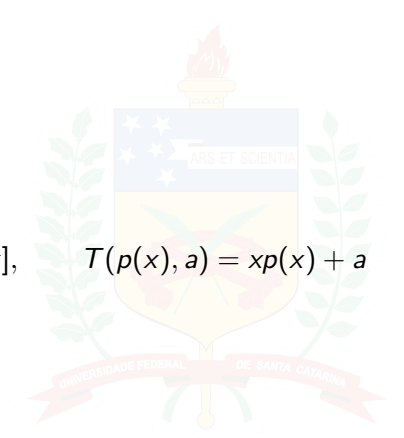 ARS ET SCIENTIA
], T(p(x), a) = xp(x) + a
UNIVERSIDADE FEDERAL DE SANTA CATARINA